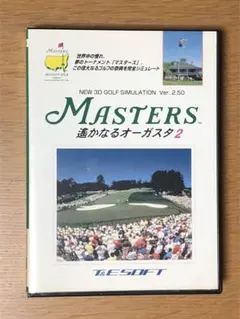 MASTERS
世界中の憧れ、
夢のトーナメント「マスターズ」。
この偉大なるゴルフの祭典を完全シミュレート
NEW 3D GOLF SIMULATION Ver. 2.50
MASTERS
遙かなるオーガスタ2
T&E SOFT